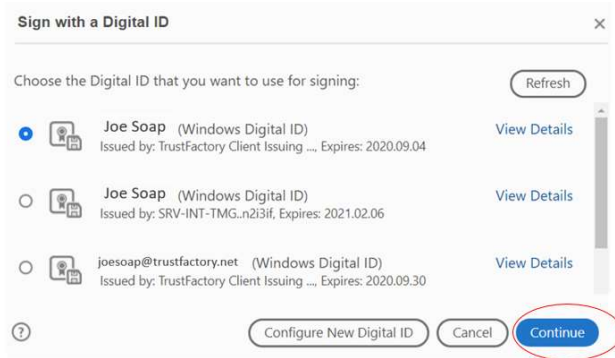 Sign with a Digital ID
×
Choose the Digital ID that you want to use for signing:
Refresh
Joe Soap (Windows Digital ID)
View Details
Issued by: TrustFactory Client Issuing ..., Expires: 2020.09.04
Joe Soap (Windows Digital ID)
View Details
Issued by: SRV-INT-TMG..n2i3if, Expires: 2021.02.06
joesoap@trustfactory.net (Windows Digital ID)
View Details
Issued by: TrustFactory Client Issuing ..., Expires: 2020.09.30
?
Configure New Digital ID
Cancel
Continue